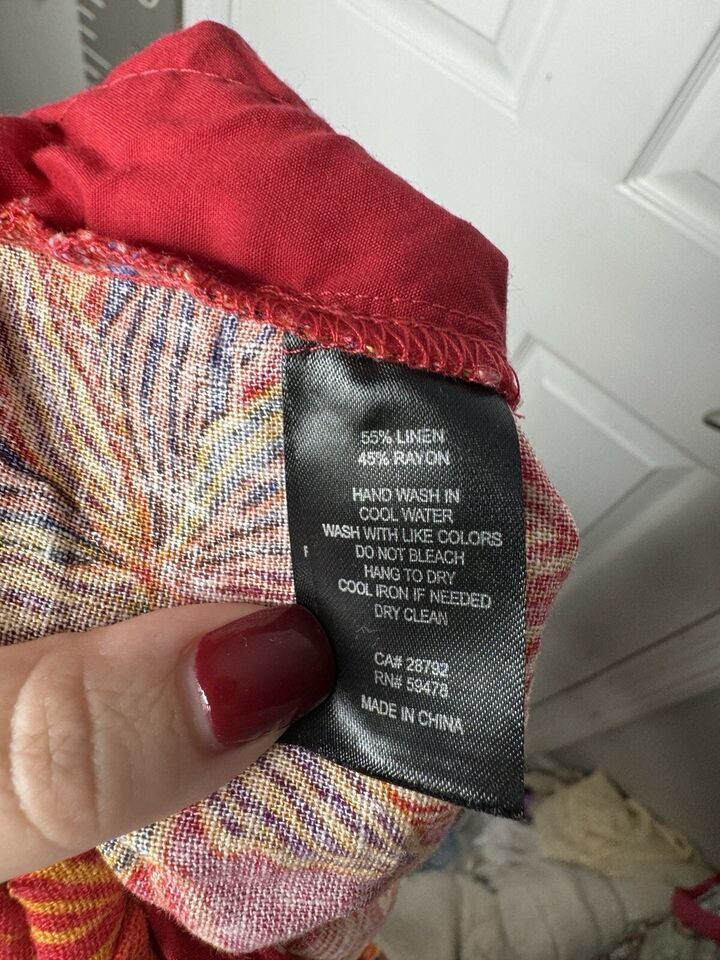 55% LINEN
45% RAYON
HAND WASH IN
COOL WATER
WASH WITH LIKE COLORS
DO NOT BLEACH
HANG TO DRY
COOL IRON IF NEEDED
DRY CLEAN
CA# 28792
RN# 59478
MADE IN CHINA